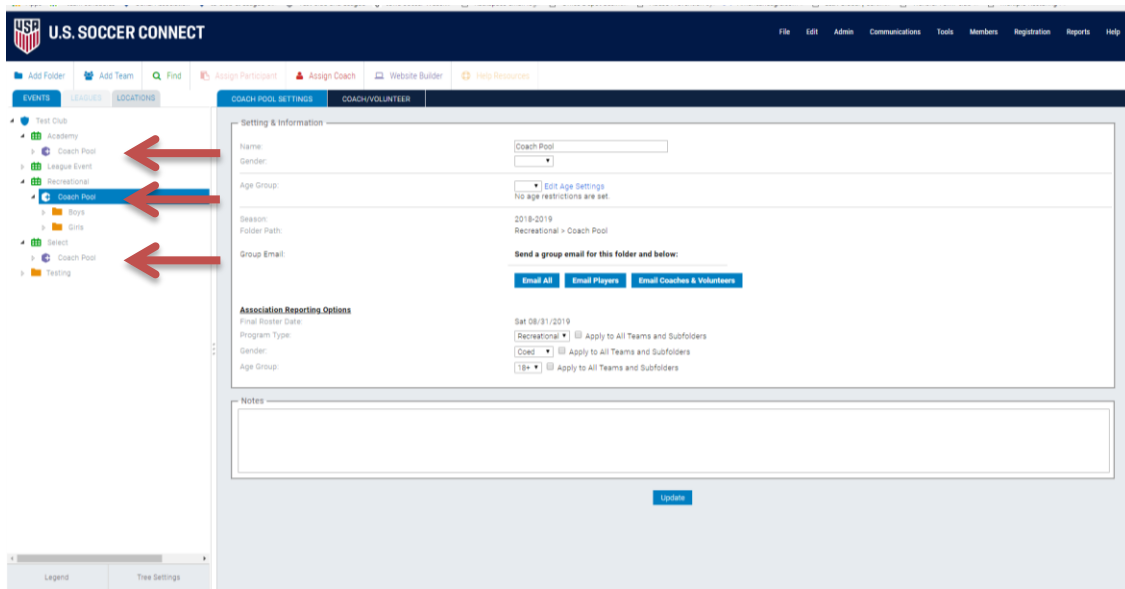 USA
U.S. SOCCER CONNECT
File Edit Admin Communications Tools Members Registration Reports Help
Add Folder Add Team Find Assign Participant Assign Coach Website Builder Help Resources
EVENTS LEAGUES LOCATIONS COACH POOL SETTINGS COACH/VOLUNTEER
Test Club
Academy
Coach Pool
League Event
Recreational
Coach Pool
Boys
Girls
Select
Coach Pool
Testing
Setting & Information
Name: Coach Pool
Gender:
Age Group: Edit Age Settings
No age restrictions are set.
Season: 2018-2019
Folder Path: Recreational > Coach Pool
Group Email: Send a group email for this folder and below:
Email All Email Players Email Coaches & Volunteers
Association Reporting Options
Final Roster Date: Sat 08/31/2019
Program Type: Recreational Apply to All Teams and Subfolders
Gender: Coed Apply to All Teams and Subfolders
Age Group: 18+ Apply to All Teams and Subfolders
Notes
Update
Legend Tree Settings